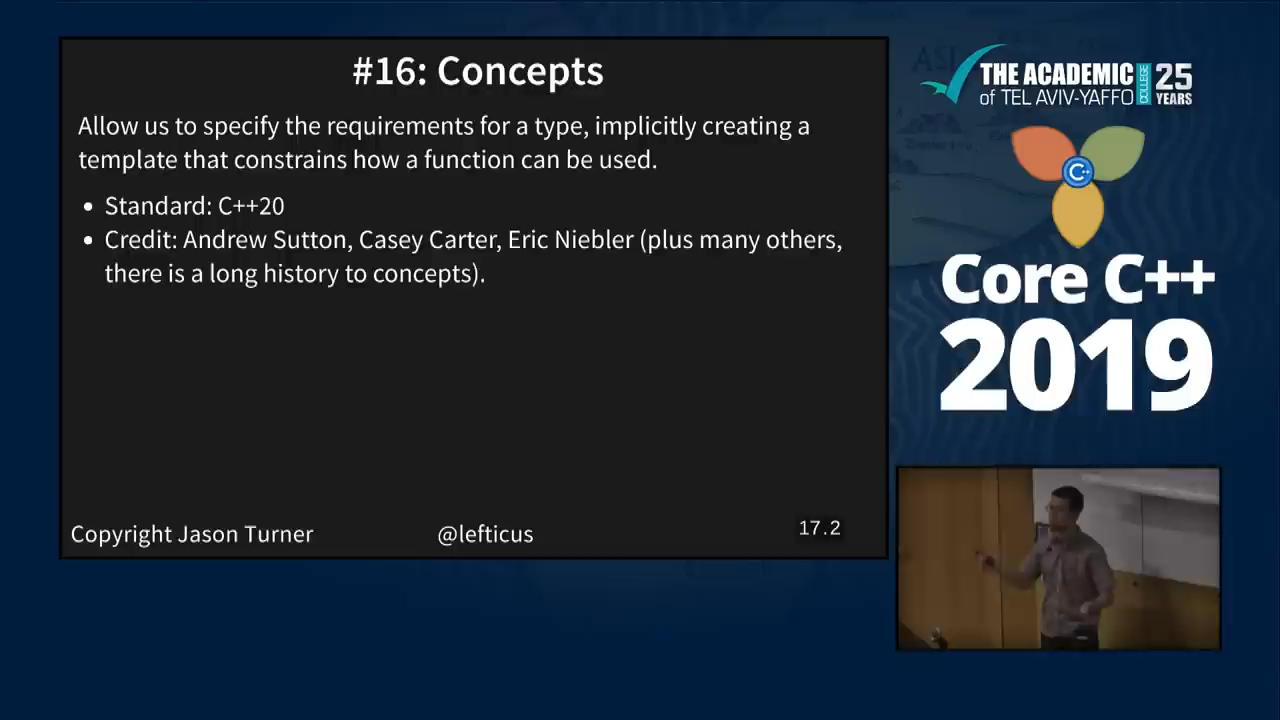 #16: Concepts
Allow us to specify the requirements for a type, implicitly creating a
template that constrains how a function can be used.
• Standard: C++20
• Credit: Andrew Sutton, Casey Carter, Eric Niebler (plus many others,
there is a long history to concepts).
Copyright Jason Turner
@lefticus
17.2
THE ACADEMIC
of TEL AVIV-YAFFO
COLLEGE
25
YEARS
C++
Core C++
2019